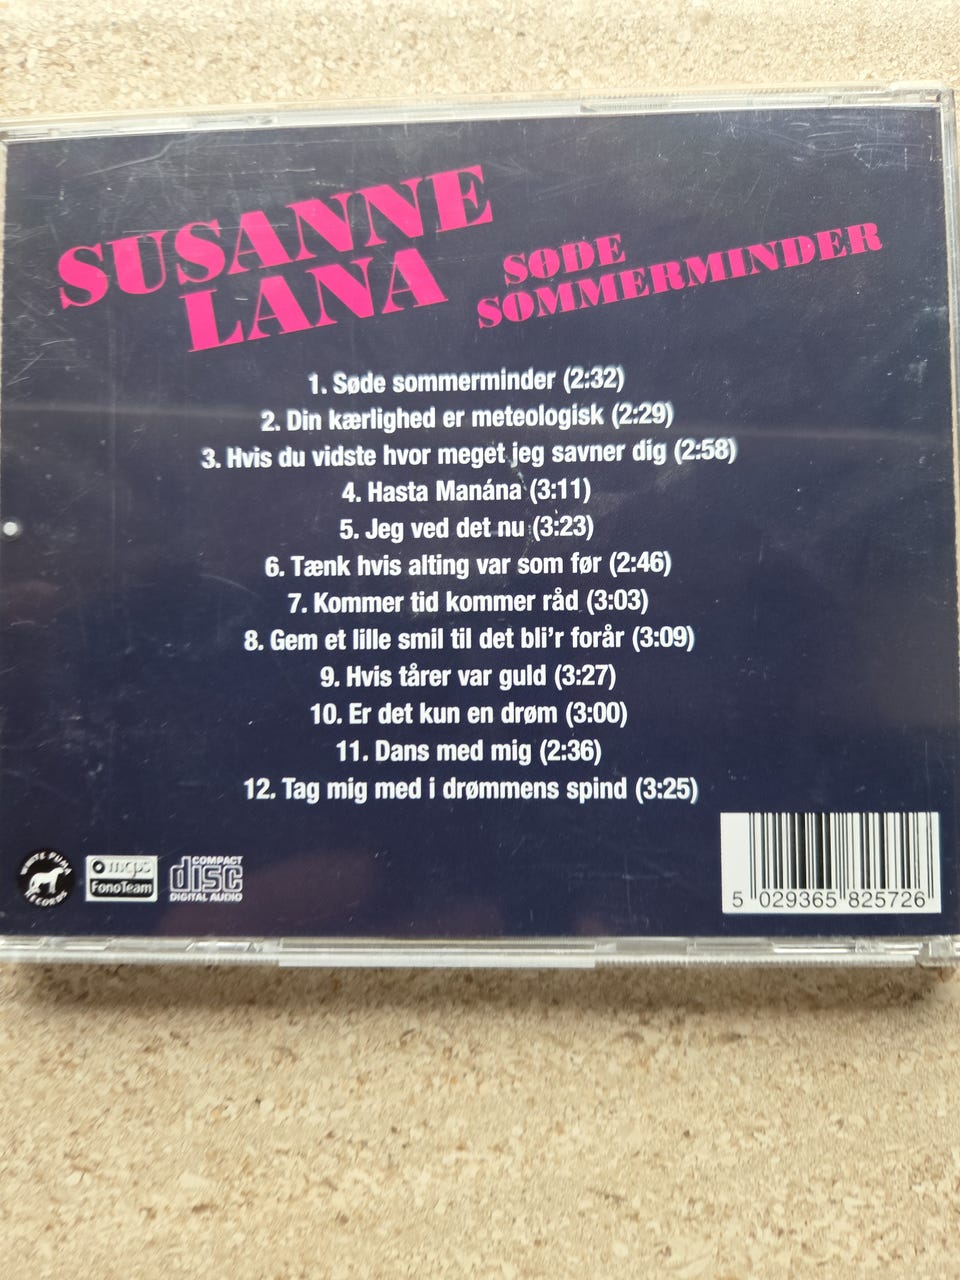 SUSANNE
LANA
SØDE
SOMMERMINDER
1. Søde sommerminder (2:32)
2. Din kærlighed er meteologisk (2:29)
3. Hvis du vidste hvor meget jeg savner dig (2:58)
4. Hasta Manána (3:11)
5. Jeg ved det nu (3:23)
6. Tænk hvis alting var som før (2:46)
7. Kommer tid kommer råd (3:03)
8. Gem et lille smil til det bli'r forår (3:09)
9. Hvis tårer var guld (3:27)
10. Er det kun en drøm (3:00)
11. Dans med mig (2:36)
12. Tag mig med i drømmens spind (3:25)
WHITE PUMA
RECORDS
mcps
FonoTeam
COMPACT
disc
DIGITAL AUDIO
5 029365 825726